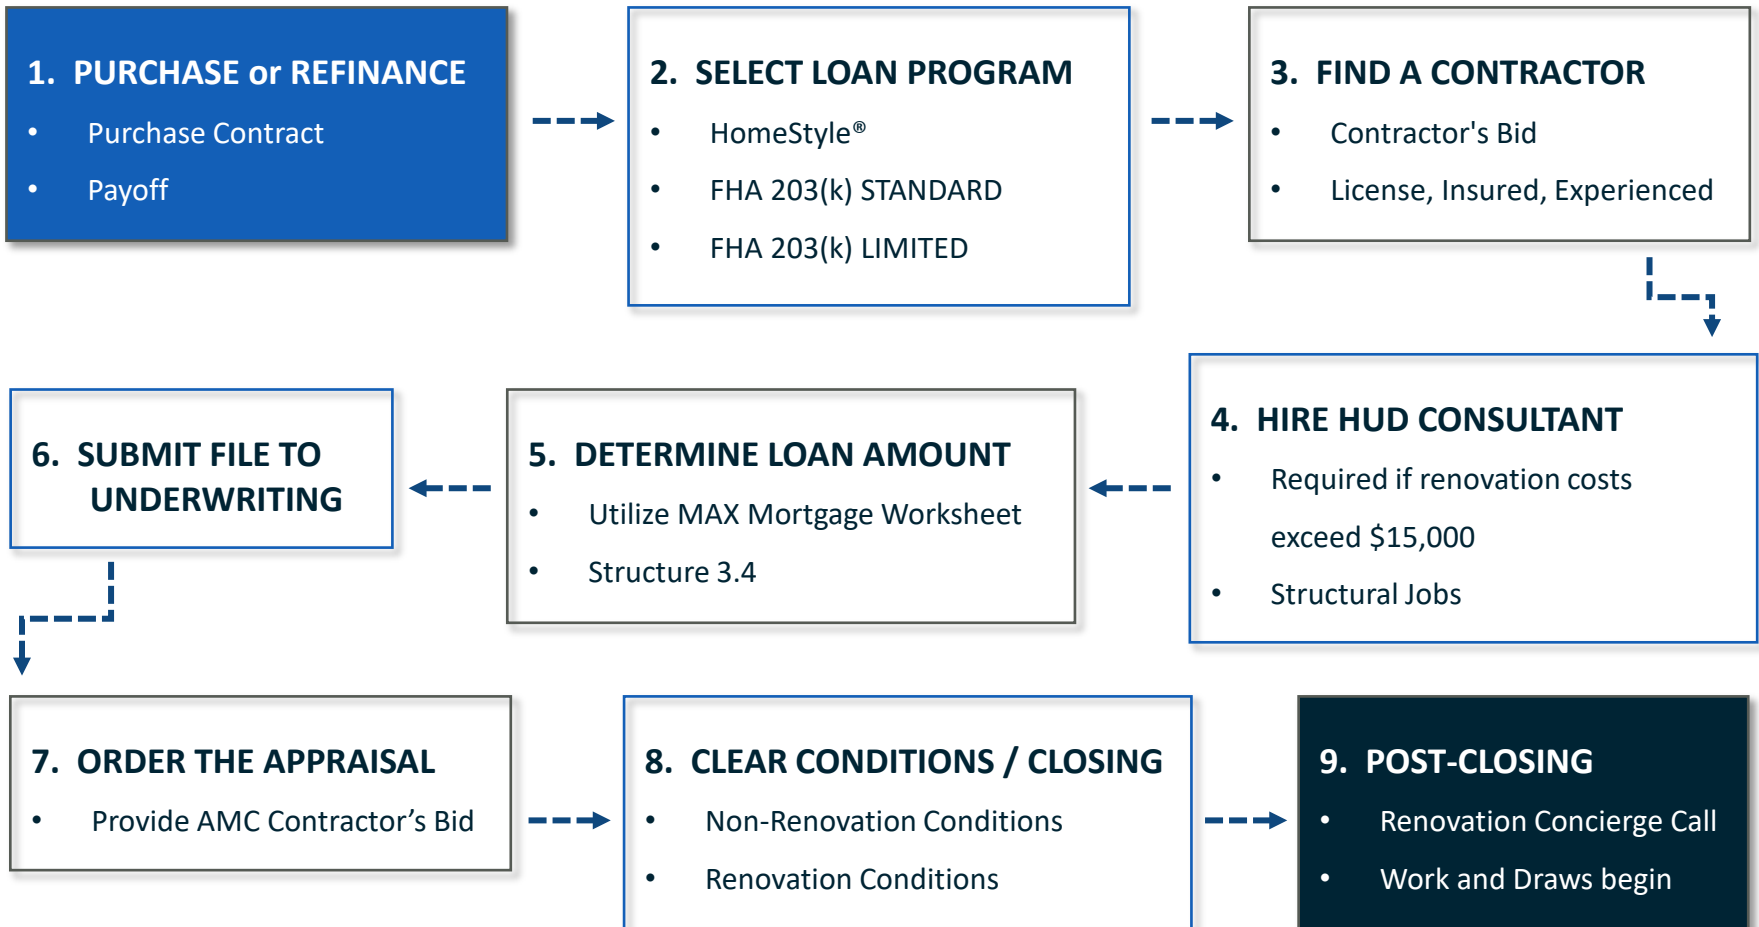 1. PURCHASE or REFINANCE
• Purchase Contract
• Payoff
2. SELECT LOAN PROGRAM
• HomeStyle®
• FHA 203(k) STANDARD
• FHA 203(k) LIMITED
3. FIND A CONTRACTOR
• Contractor's Bid
• License, Insured, Experienced
4. HIRE HUD CONSULTANT
• Required if renovation costs
exceed $15,000
• Structural Jobs
5. DETERMINE LOAN AMOUNT
• Utilize MAX Mortgage Worksheet
• Structure 3.4
6. SUBMIT FILE TO
UNDERWRITING
7. ORDER THE APPRAISAL
• Provide AMC Contractor’s Bid
8. CLEAR CONDITIONS / CLOSING
• Non-Renovation Conditions
• Renovation Conditions
9. POST-CLOSING
• Renovation Concierge Call
• Work and Draws begin